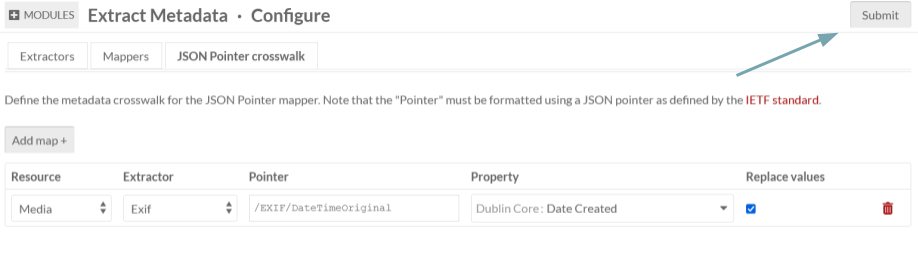 MODULES Extract Metadata · Configure Submit
Extractors Mappers JSON Pointer crosswalk
Define the metadata crosswalk for the JSON Pointer mapper. Note that the "Pointer" must be formatted using a JSON pointer as defined by the IETF standard.
Add map +
Resource Extractor Pointer Property Replace values
Media Exif /EXIF/DateTimeOriginal Dublin Core: Date Created